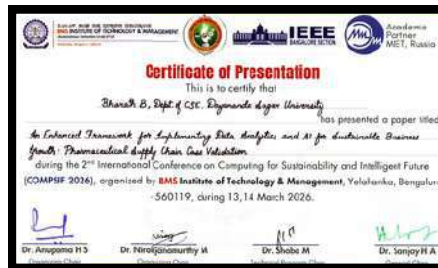 BMS INSTITUTE OF TECHNOLOGY & MANAGEMENT
IEEE
BANGALORE SECTION
Academia
Partner
MET, Russia
Certificate of Presentation
This is to certify that
Bharath B, Dept of CSE, Dayananda Sagar University
has presented a paper titled
An Enhanced Framework for Implementing Data Analytics and AI for Sustainable Business
Growth: Pharmaceutical Supply Chain Case Validation
during the 2nd International Conference on Computing for Sustainability and Intelligent Future
(COMPSIF 2026), organized by BMS Institute of Technology & Management, Yelahanka, Bengaluru
-560119, during 13,14 March 2026.
Dr. Anupama H S
Dr. Niranjanamurthy M
Dr. Shoba M
Dr. Sanjay H A